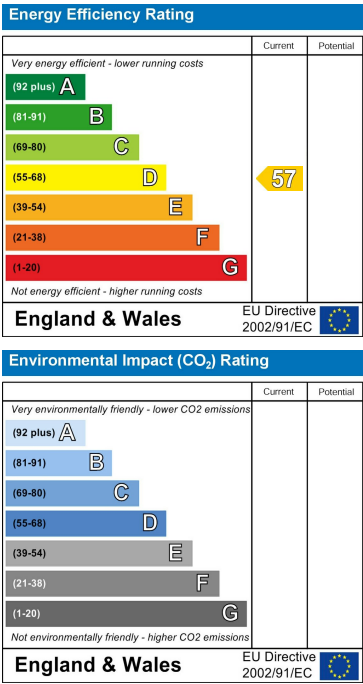 Energy Efficiency Rating
Current Potential
Very energy efficient - lower running costs
(92 plus) A
(81-91) B
(69-80) C
(55-68) D
57
(39-54) E
(21-38) F
(1-20) G
Not energy efficient - higher running costs
England & Wales
EU Directive
2002/91/EC
Environmental Impact (CO₂) Rating
Current Potential
Very environmentally friendly - lower CO2 emissions
(92 plus) A
(81-91) B
(69-80) C
(55-68) D
(39-54) E
(21-38) F
(1-20) G
Not environmentally friendly - higher CO2 emissions
England & Wales
EU Directive
2002/91/EC